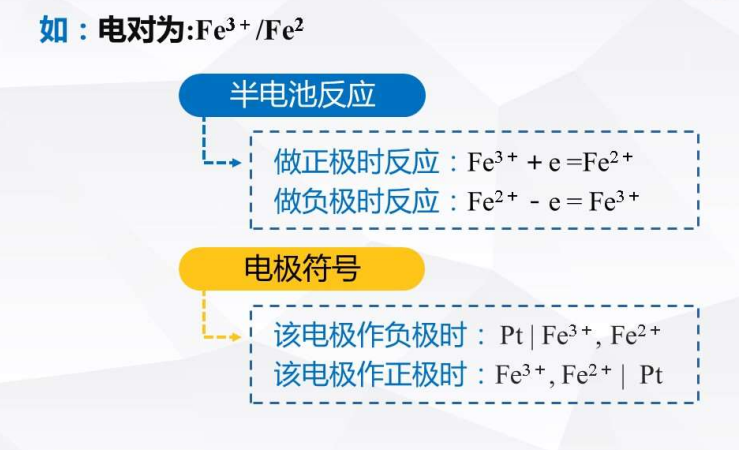 如：电对为:Fe³⁺/Fe²
半电池反应
做正极时反应：Fe³⁺ + e =Fe²⁺
做负极时反应：Fe²⁺ - e = Fe³⁺
电极符号
该电极作负极时： Pt | Fe³⁺, Fe²⁺
该电极作正极时：Fe³⁺, Fe²⁺ | Pt